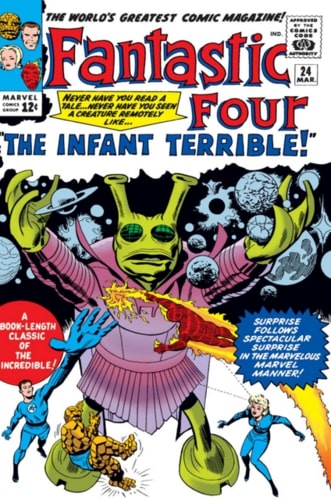 THE WORLD'S GREATEST COMIC MAGAZINE!
IND.
APPROVED
BY THE
COMICS
CODE
AUTHORITY
Fantastic
Four
24
MAR.
MARVEL
COMICS
GROUP
12¢
NEVER HAVE YOU READ A
TALE...NEVER HAVE YOU SEEN
A CREATURE REMOTELY
LIKE...
"THE INFANT TERRIBLE!"
A
BOOK-LENGTH
CLASSIC
OF THE
INCREDIBLE!
SURPRISE
FOLLOWS
SPECTACULAR
SURPRISE
IN THE MARVELOUS
MARVEL
MANNER!
4